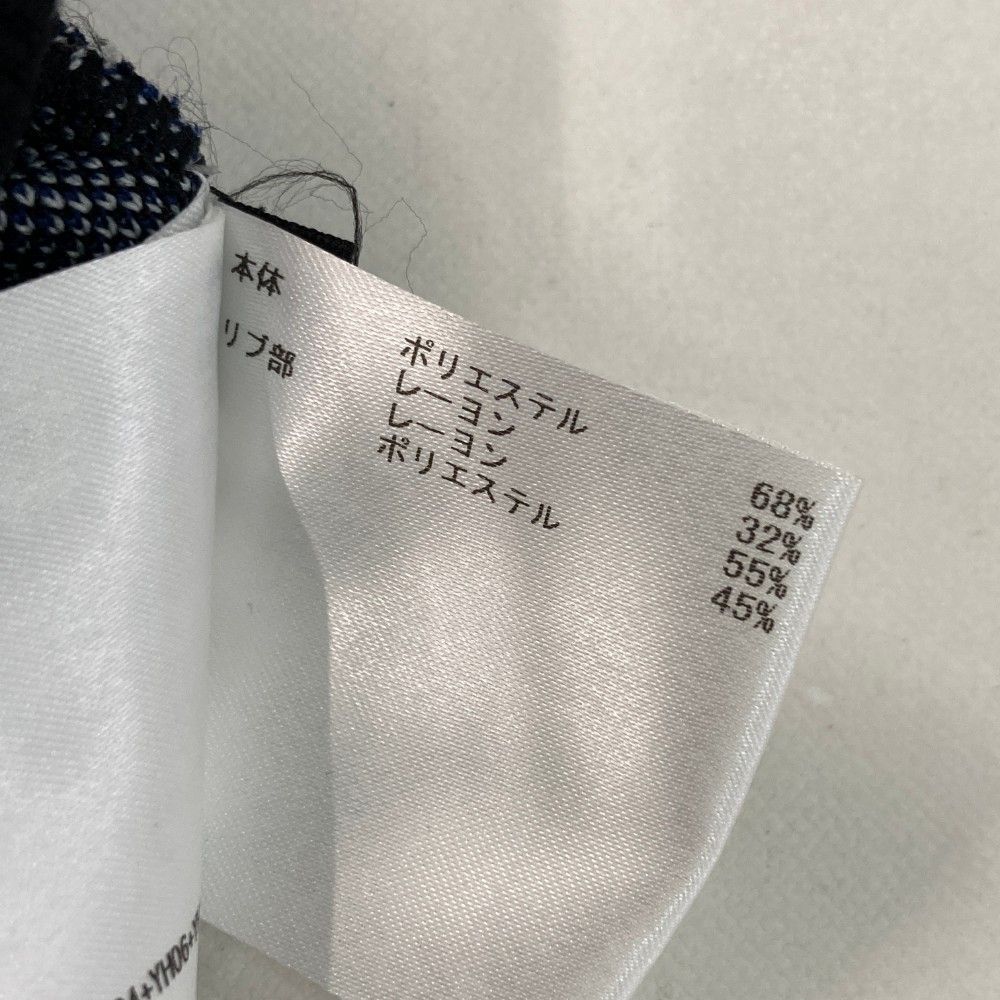 本体 ポリエステル 68%
レーヨン 32%
リブ部 レーヨン 55%
ポリエステル 45%
+YH06+